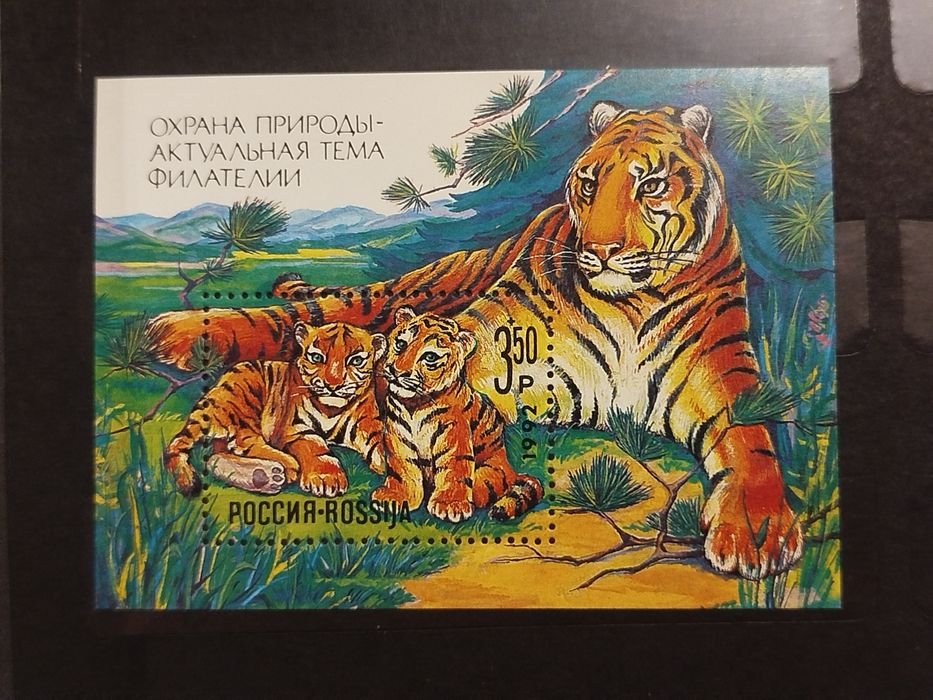 ОХРАНА ПРИРОДЫ-
АКТУАЛЬНАЯ ТЕМА
ФИЛАТЕЛИИ
3 50
Р
1992
РОССИЯ·ROSSIJA